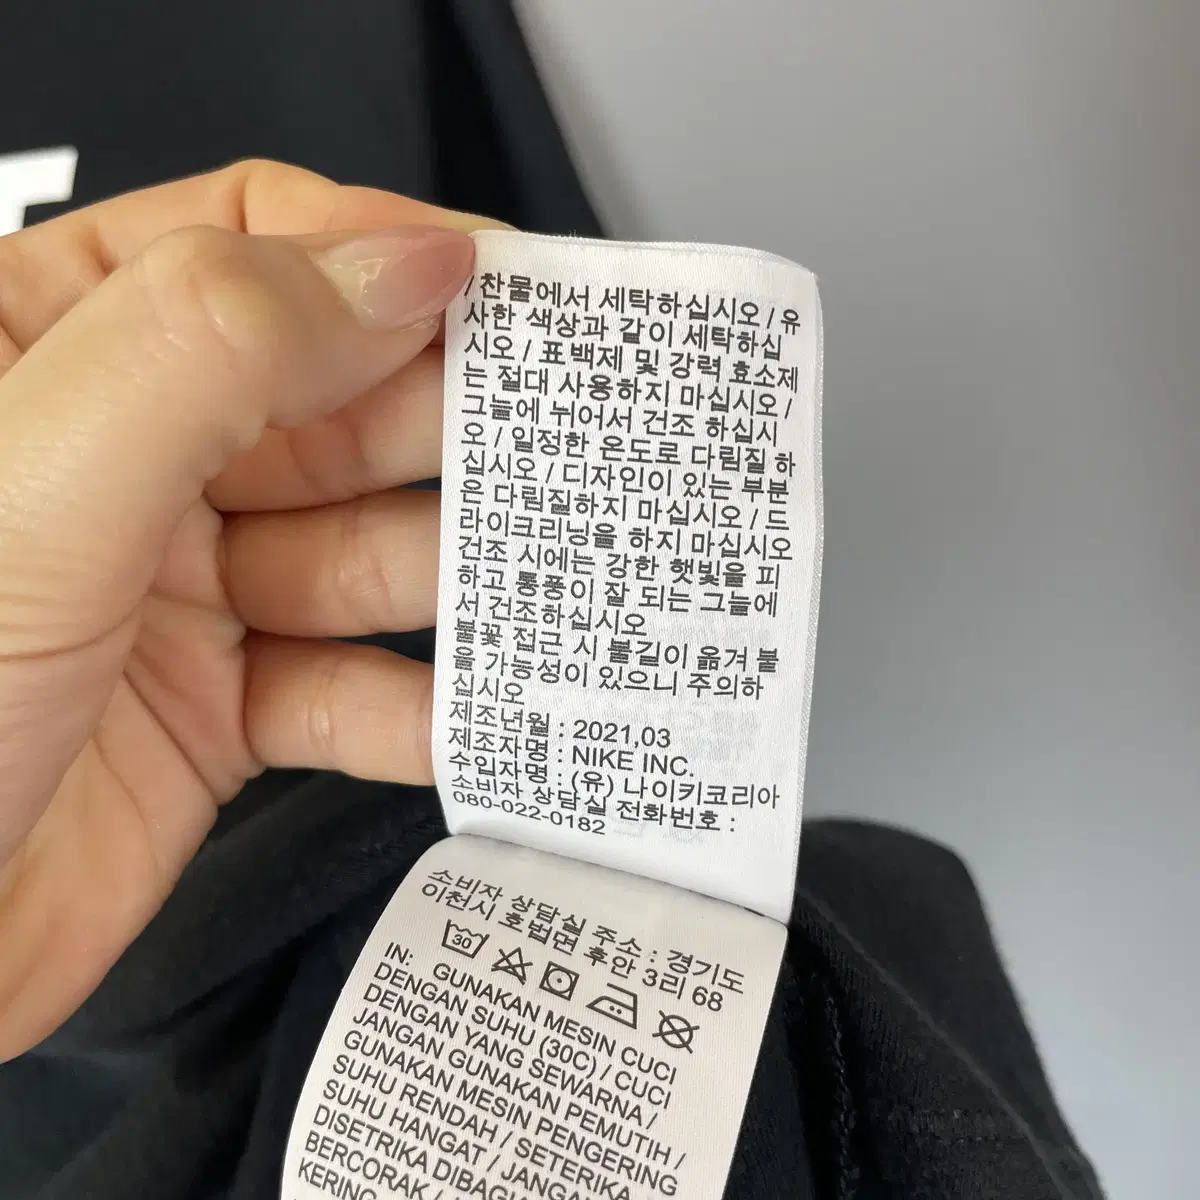 T
/ 찬물에서 세탁하십시오 / 유
사한 색상과 같이 세탁하십
시오 / 표백제 및 강력 효소제
는 절대 사용하지 마십시오 /
그늘에 뉘어서 건조 하십시
오 / 일정한 온도로 다림질 하
십시오 / 디자인이 있는 부분
은 다림질하지 마십시오 / 드
라이크리닝을 하지 마십시오
건조 시에는 강한 햇빛을 피
하고 통풍이 잘 되는 그늘에
서 건조하십시오
불꽃 접근 시 불길이 옮겨 붙
을 가능성이 있으니 주의하
십시오
제조년월 : 2021,03
제조자명 : NIKE INC.
수입자명 : (유) 나이키코리아
소비자 상담실 전화번호 :
080-022-0182
소비자 상담실 주소 : 경기도
이천시 호법면 후안 3리 68
30
IN: GUNAKAN MESIN CUCI
DENGAN SUHU (30C) / CUCI
DENGAN YANG SEWARNA /
JANGAN GUNAKAN PEMUTIH /
GUNAKAN MESIN PENGERING
SUHU RENDAH / SETERIKA
SUHU HANGAT / JANGAN
DISETRIKA DIBAGI
BERCORAK /
KERING